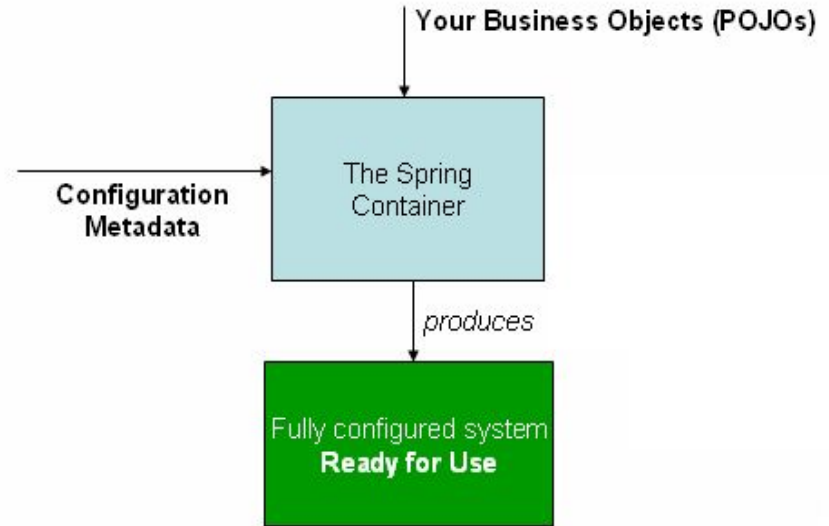 Your Business Objects (POJOs)
The Spring
Container
Configuration
Metadata
produces
Fully configured system
Ready for Use